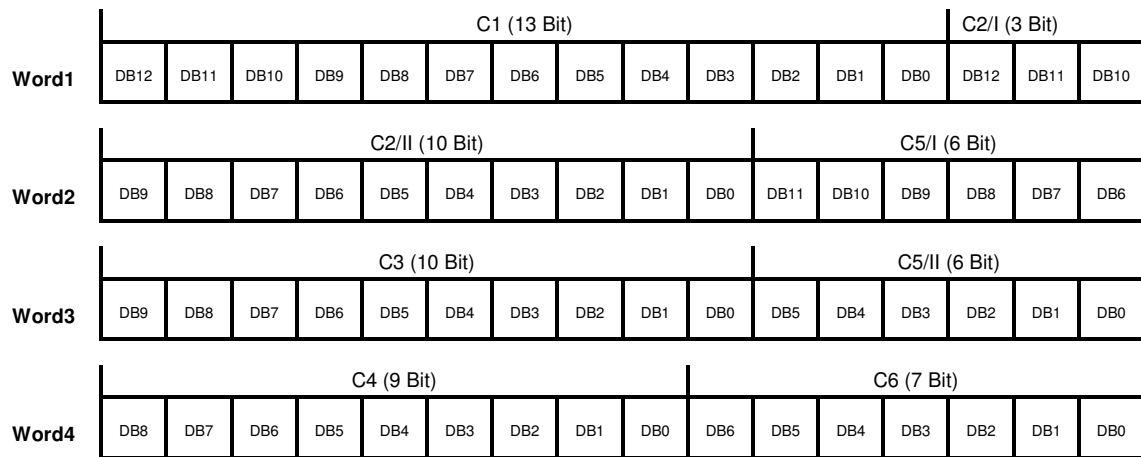 C1 (13 Bit) C2/I (3 Bit)
Word1 DB12 DB11 DB10 DB9 DB8 DB7 DB6 DB5 DB4 DB3 DB2 DB1 DB0 DB12 DB11 DB10
C2/II (10 Bit) C5/I (6 Bit)
Word2 DB9 DB8 DB7 DB6 DB5 DB4 DB3 DB2 DB1 DB0 DB11 DB10 DB9 DB8 DB7 DB6
C3 (10 Bit) C5/II (6 Bit)
Word3 DB9 DB8 DB7 DB6 DB5 DB4 DB3 DB2 DB1 DB0 DB5 DB4 DB3 DB2 DB1 DB0
C4 (9 Bit) C6 (7 Bit)
Word4 DB8 DB7 DB6 DB5 DB4 DB3 DB2 DB1 DB0 DB6 DB5 DB4 DB3 DB2 DB1 DB0